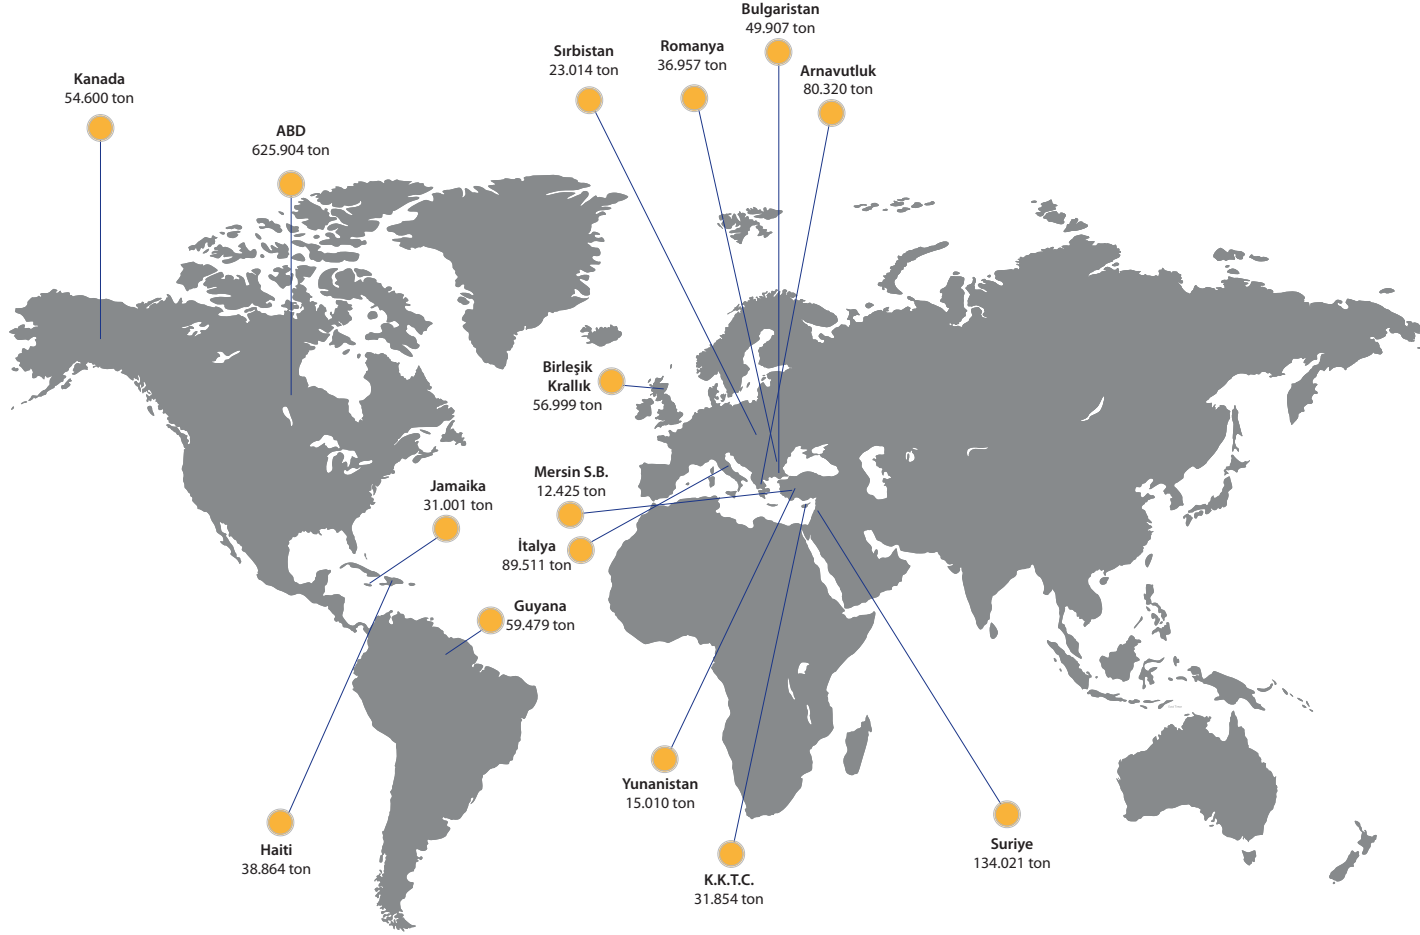 Bulgaristan
49.907 ton
Sırbistan
23.014 ton
Romanya
36.957 ton
Arnavutluk
80.320 ton
Kanada
54.600 ton
ABD
625.904 ton
Birleşik
Krallık
56.999 ton
Mersin S.B.
12.425 ton
Jamaika
31.001 ton
İtalya
89.511 ton
Guyana
59.479 ton
Yunanistan
15.010 ton
Haiti
38.864 ton
K.K.T.C.
31.854 ton
Suriye
134.021 ton